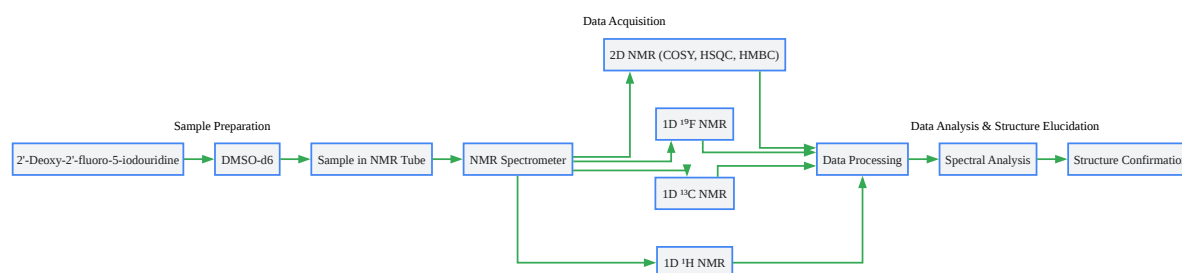 Data Acquisition
2D NMR (COSY, HSQC, HMBC)
Sample Preparation
1D ¹⁹F NMR
Data Analysis & Structure Elucidation
2'-Deoxy-2'-fluoro-5-iodouridine
DMSO-d6
Sample in NMR Tube
NMR Spectrometer
Data Processing
Spectral Analysis
Structure Confirmation
1D ¹³C NMR
1D ¹H NMR